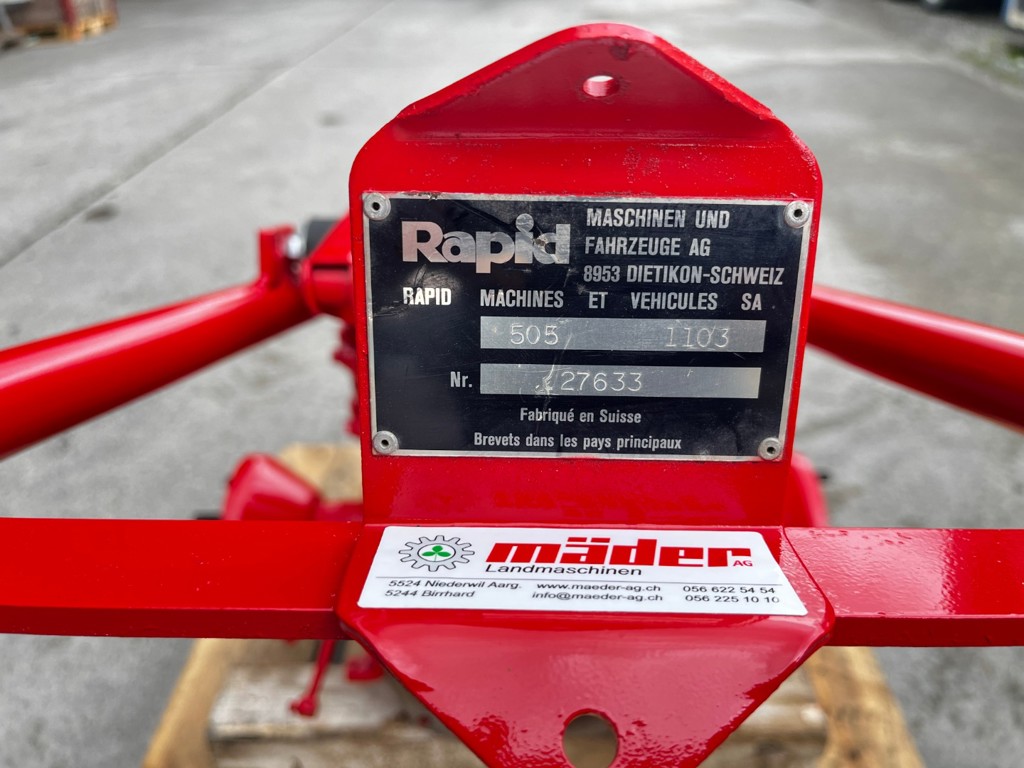 Rapid
MASCHINEN UND
FAHRZEUGE AG
8953 DIETIKON-SCHWEIZ
RAPID MACHINES ET VEHICULES SA
505 1103
Nr. 27633
Fabriqué en Suisse
Brevets dans les pays principaux
mäder AG
Landmaschinen
5524 Niederwil Aarg. www.maeder-ag.ch 056 622 54 54
5244 Birrhard info@maeder-ag.ch 056 225 10 10